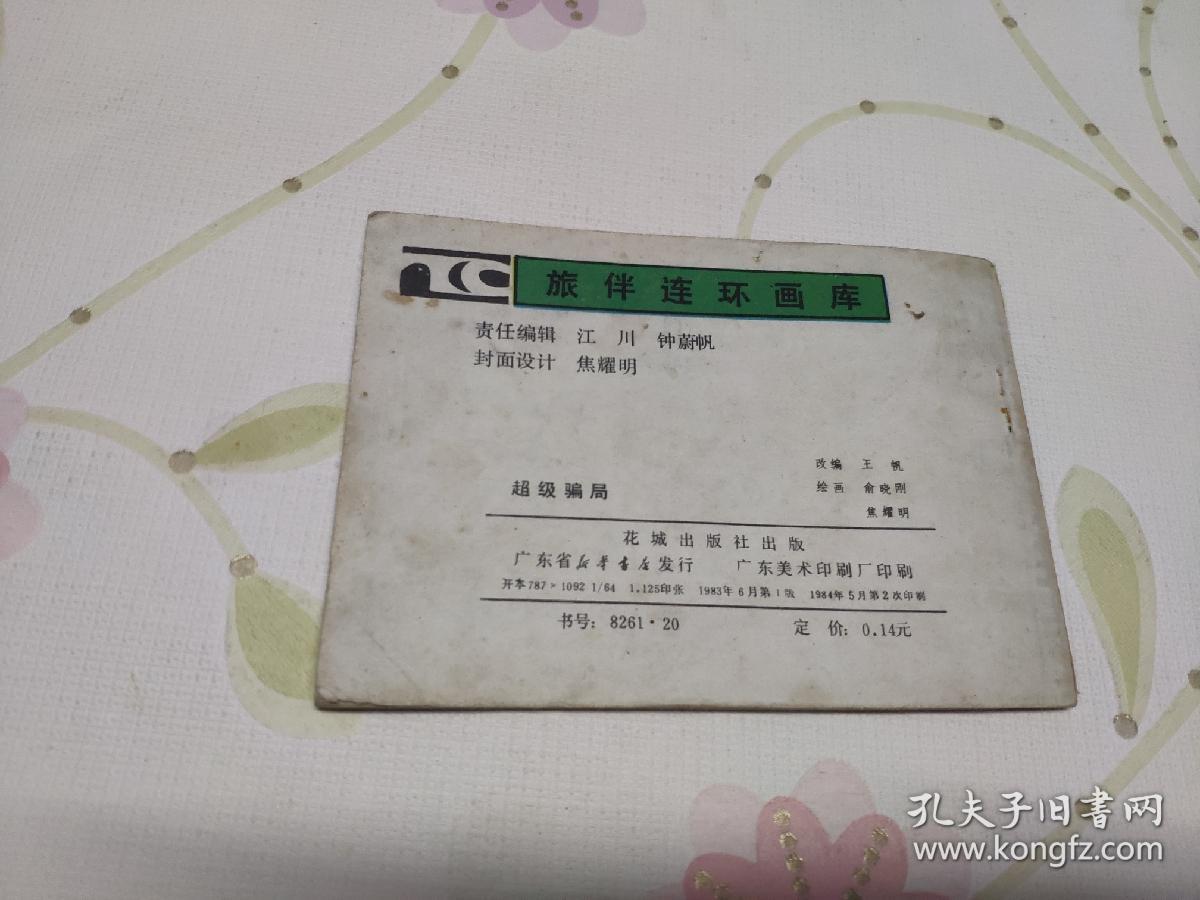 旅伴连环画库
责任编辑 江川 钟蔚帆
封面设计 焦耀明
超级骗局
改编 王帆
绘画 俞晓刚
焦耀明
花城出版社出版
广东省新华书店发行 广东美术印刷厂印刷
开本787×1092 1/64 1.125印张 1983年6月第1版 1984年5月第2次印刷
书号：8261·20 定价：0.14元
孔夫子旧书网
www.kongfz.com